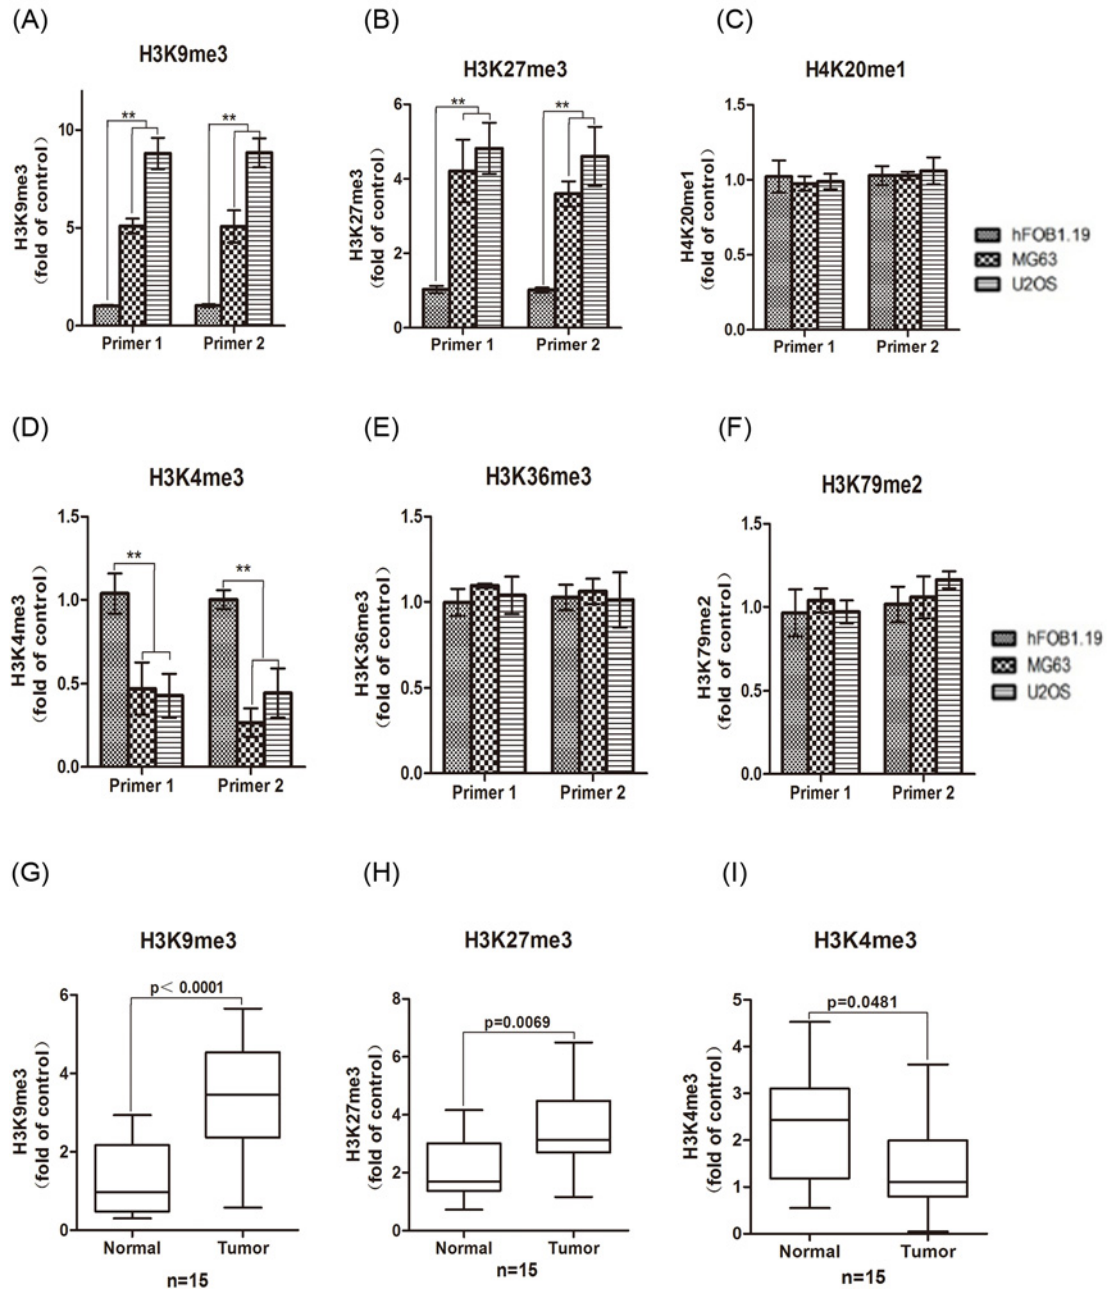 (A)
H3K9me3
H3K9me3
(fold of control)
10
5
0
**
**
Primer 1
Primer 2
(B)
H3K27me3
H3K27me3
(fold of control)
6
4
2
0
**
**
Primer 1
Primer 2
(C)
H4K20me1
H4K20me1
(fold of control)
1.5
1.0
0.5
0.0
Primer 1
Primer 2
hFOB1.19
MG63
U2OS
(D)
H3K4me3
H3K4me3
(fold of control)
1.5
1.0
0.5
0.0
**
**
Primer 1
Primer 2
(E)
H3K36me3
H3K36me3
(fold of control)
1.5
1.0
0.5
0.0
Primer 1
Primer 2
(F)
H3K79me2
H3K79me2
(fold of control)
1.5
1.0
0.5
0.0
Primer 1
Primer 2
hFOB1.19
MG63
U2OS
(G)
H3K9me3
H3K9me3
(fold of control)
6
4
2
0
p< 0.0001
Normal
Tumor
n=15
(H)
H3K27me3
H3K27me3
(fold of control)
8
6
4
2
0
p=0.0069
Normal
Tumor
n=15
(I)
H3K4me3
H3K4me3
(fold of control)
5
4
3
2
1
0
p=0.0481
Normal
Tumor
n=15